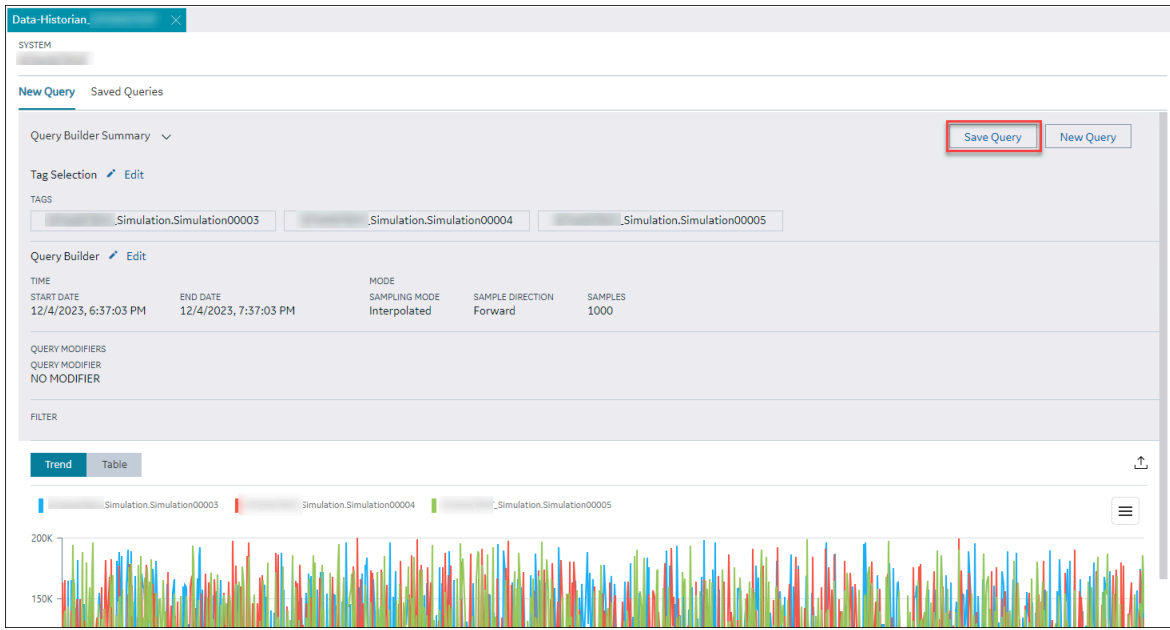 Data-Historian_
SYSTEM
New Query Saved Queries
Query Builder Summary
Save Query New Query
Tag Selection Edit
TAGS
_Simulation.Simulation00003 _Simulation.Simulation00004 _Simulation.Simulation00005
Query Builder Edit
TIME MODE
START DATE END DATE SAMPLING MODE SAMPLE DIRECTION SAMPLES
12/4/2023, 6:37:03 PM 12/4/2023, 7:37:03 PM Interpolated Forward 1000
QUERY MODIFIERS
QUERY MODIFIER
NO MODIFIER
FILTER
Trend Table
_Simulation.Simulation00003 Simulation.Simulation00004 _Simulation.Simulation00005
200K
150K